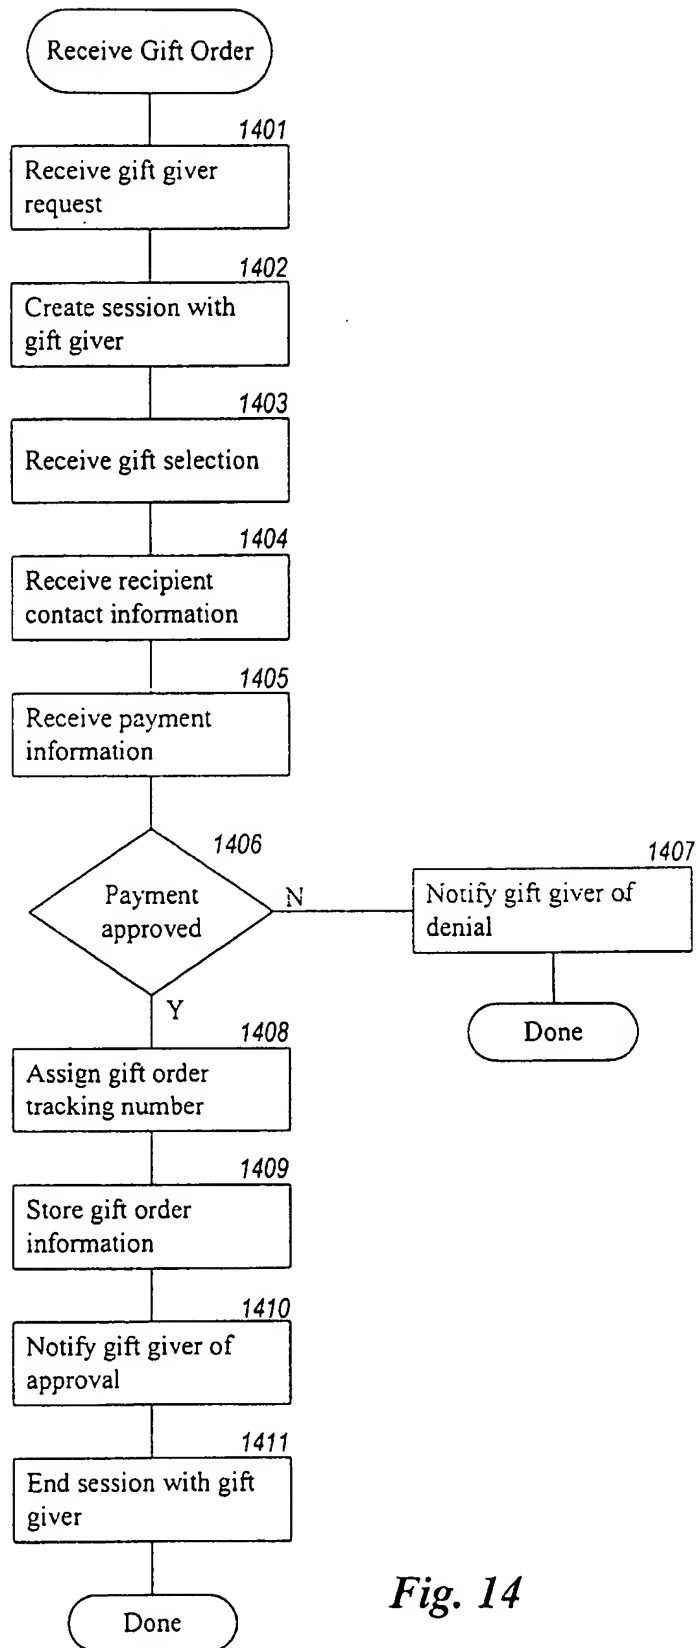 Receive Gift Order
1401
Receive gift giver
request
1402
Create session with
gift giver
1403
Receive gift selection
1404
Receive recipient
contact information
1405
Receive payment
information
1406
Payment
approved
N
1407
Notify gift giver of
denial
Done
Y
1408
Assign gift order
tracking number
1409
Store gift order
information
1410
Notify gift giver of
approval
1411
End session with gift
giver
Done
Fig. 14